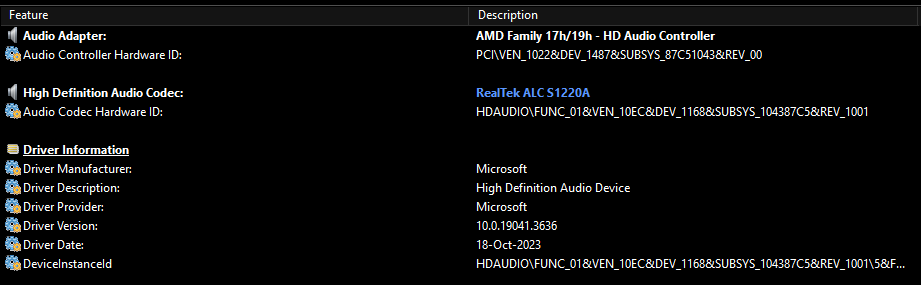 Feature Description
Audio Adapter: AMD Family 17h/19h - HD Audio Controller
Audio Controller Hardware ID: PCI\VEN_1022&DEV_1487&SUBSYS_87C51043&REV_00
High Definition Audio Codec: RealTek ALC S1220A
Audio Codec Hardware ID: HDAUDIO\FUNC_01&VEN_10EC&DEV_1168&SUBSYS_104387C5&REV_1001
Driver Information
Driver Manufacturer: Microsoft
Driver Description: High Definition Audio Device
Driver Provider: Microsoft
Driver Version: 10.0.19041.3636
Driver Date: 18-Oct-2023
DeviceInstanceId HDAUDIO\FUNC_01&VEN_10EC&DEV_1168&SUBSYS_104387C5&REV_1001\5&F...